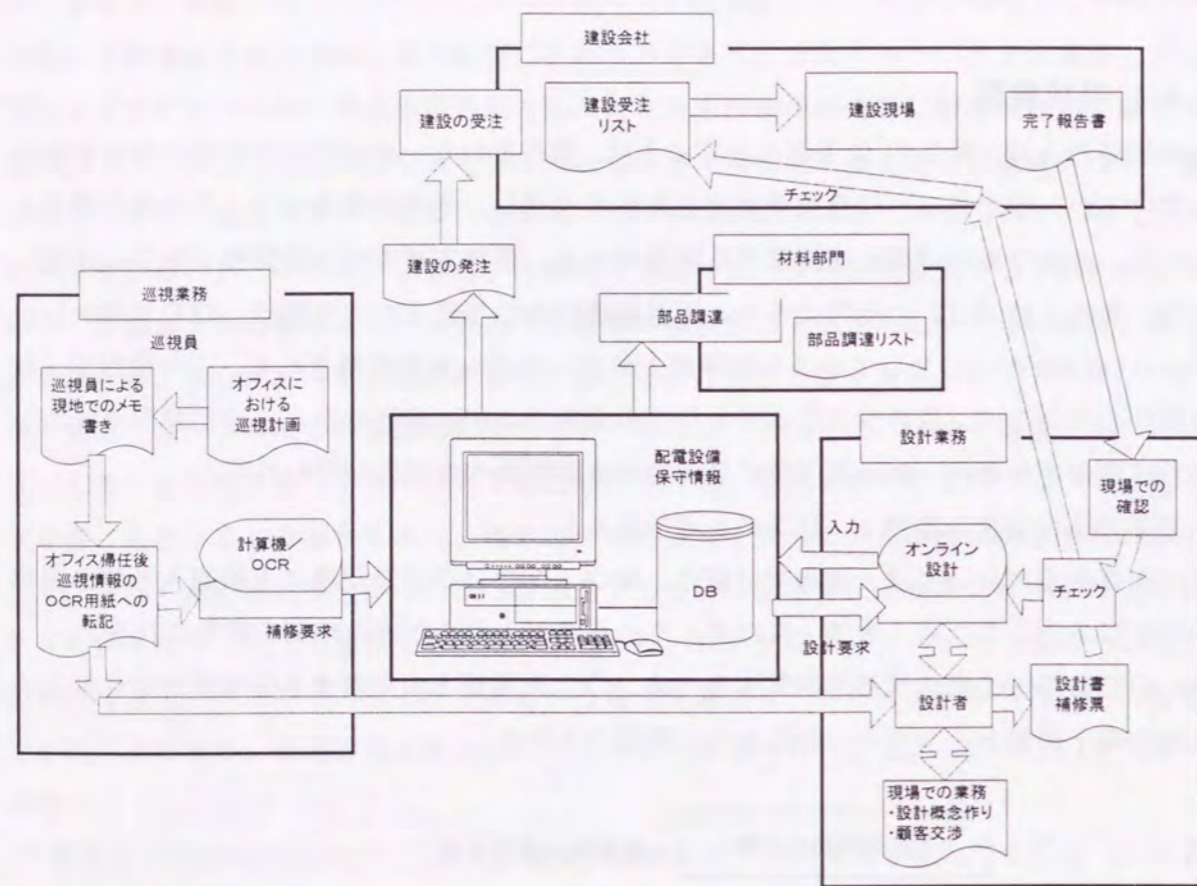 建設会社
建設の受注
建設受注
リスト
建設現場
完了報告書
チェック
建設の発注
材料部門
部品調達
部品調達リスト
巡視業務
巡視員
巡視員による
現地でのメモ
書き
オフィスに
おける
巡視計画
オフィス帰任後
巡視情報の
OCR用紙への
転記
計算機／
OCR
補修要求
配電設備
保守情報
DB
設計業務
入力
オンライン
設計
現場での
確認
チェック
設計要求
設計者
設計書
補修票
現場での業務
・設計概念作り
・顧客交渉